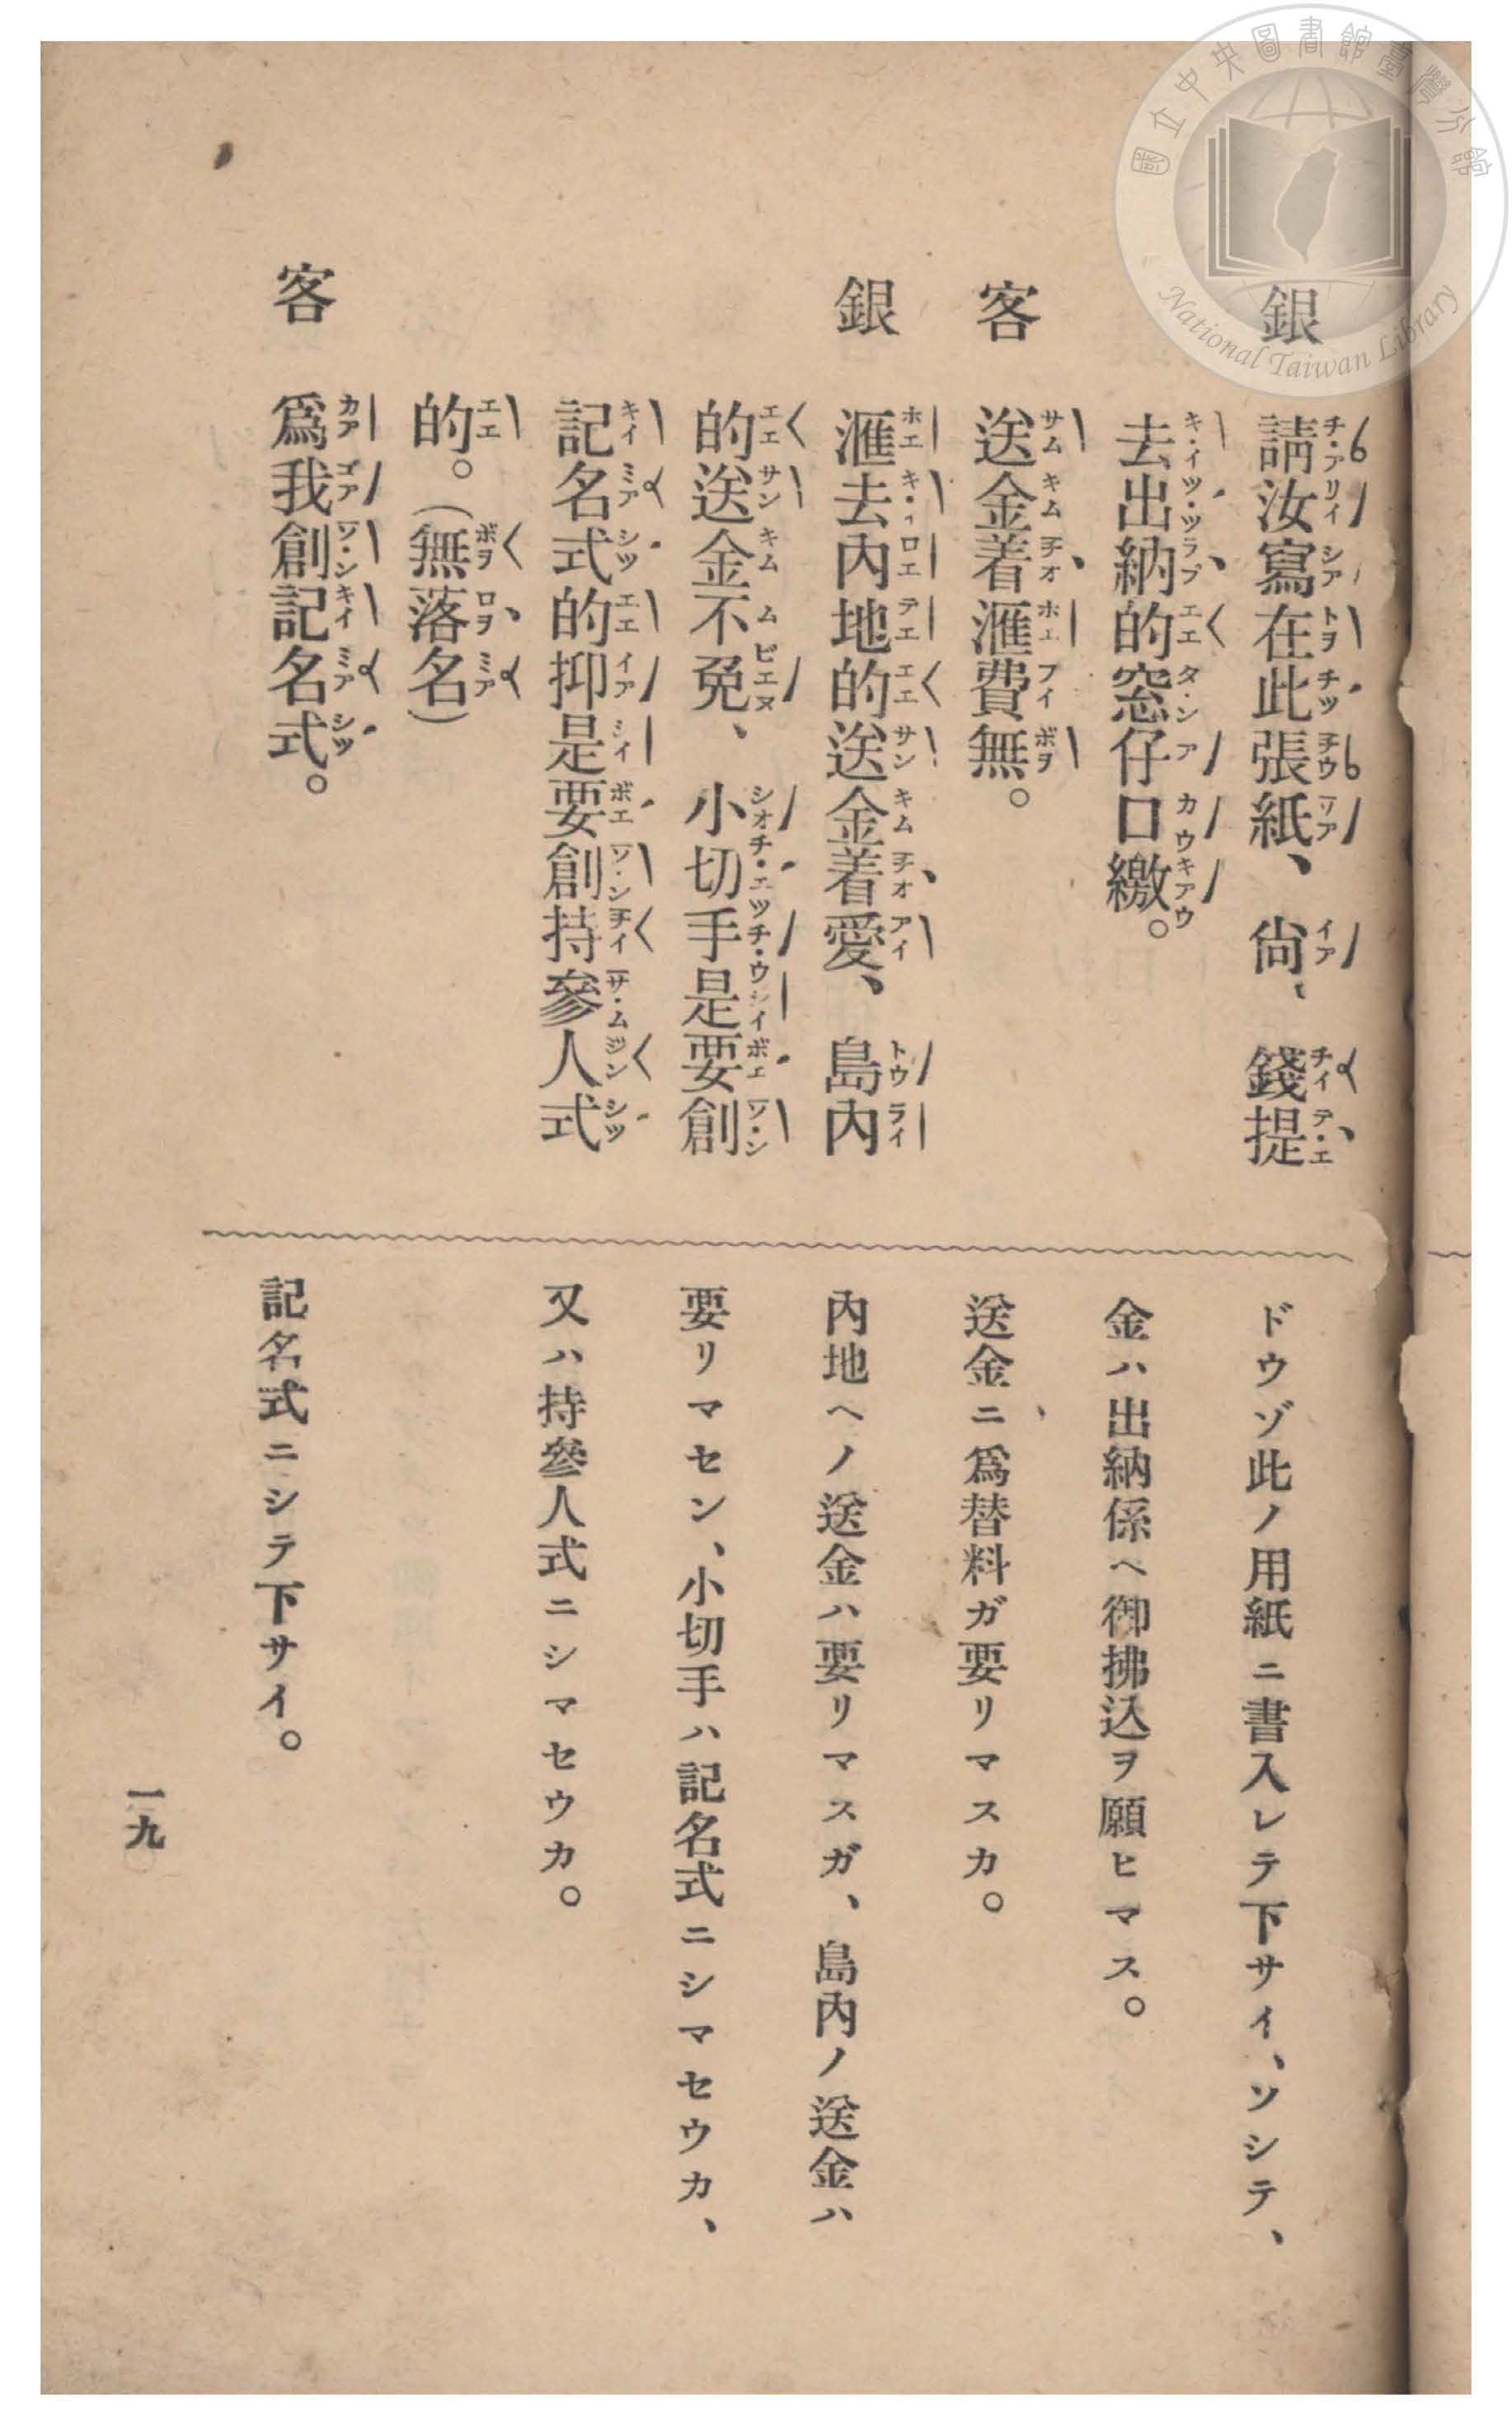 國立中央圖書館臺灣分館
National Taiwan Library
銀 請汝寫在此張紙、尙、錢提
去出納的窓仔口繳。
客 送金着滙費無。
銀 滙去內地的送金着愛、島內
的送金不免、小切手是要創
記名式的抑是要創持參人式
的。(無落名)
客 爲我創記名式。
ドウゾ此ノ用紙ニ書入レテ下サイ、ソシテ、
金ハ出納係ヘ御拂込ヲ願ヒマス。
送金ニ爲替料ガ要リマスカ。
內地ヘノ送金ハ要リマスガ、島內ノ送金ハ
要リマセン、小切手ハ記名式ニシマセウカ、
又ハ持參人式ニシマセウカ。
記名式ニシテ下サイ。
一九